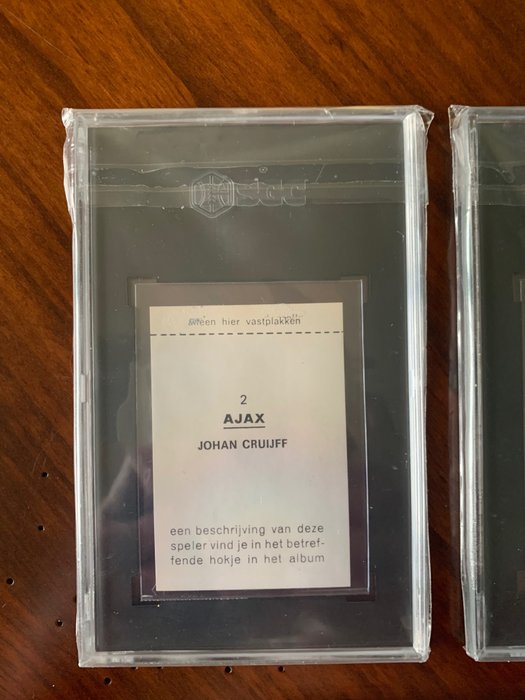 sgc
alleen hier vastplakken
2
AJAX
JOHAN CRUIJFF
een beschrijving van deze
speler vind je in het betref-
fende hokje in het album